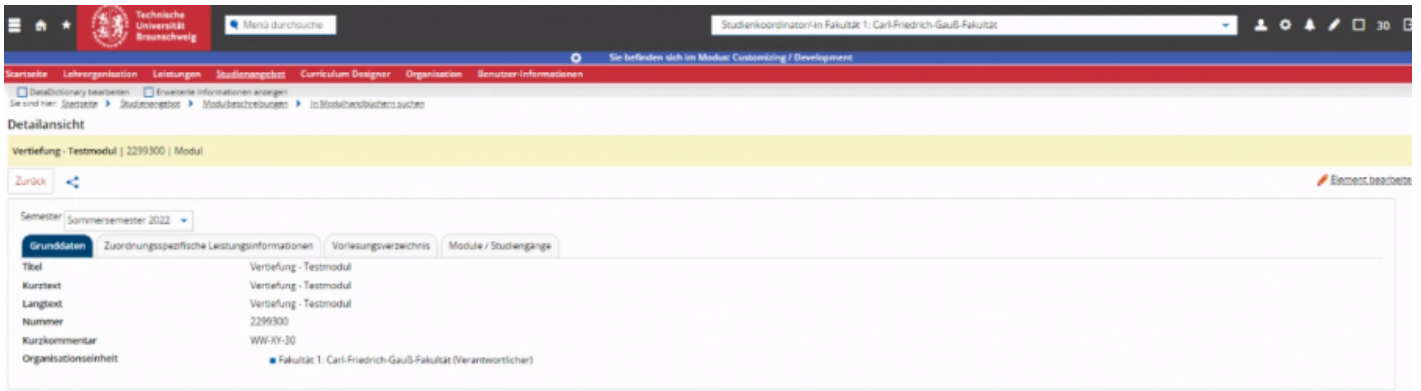 Technische
Universität
Braunschweig
Menü durchsuche
Studienkoordinator/-in Fakultät 1: Carl-Friedrich-Gauß-Fakultät
30
Sie befinden sich im Modus: Customizing / Development
Startseite Lehrorganisation Leistungen Studienangebot Curriculum Designer Organisation Benutzer-Informationen
DataDictionary bearbeiten Erweiterte Informationen anzeigen
Sie sind hier: Startseite Studienangebot Modulbeschreibungen In Modulhandbüchern suchen
Detailansicht
Vertiefung - Testmodul | 2299300 | Modul
Zurück Element bearbeite
Semester Sommersemester 2022
Grunddaten Zuordnungsspezifische Leistungsinformationen Vorlesungsverzeichnis Module / Studiengänge
Titel Vertiefung - Testmodul
Kurztext Vertiefung - Testmodul
Langtext Vertiefung - Testmodul
Nummer 2299300
Kurzkommentar WW-XY-30
Organisationseinheit Fakultät 1: Carl-Friedrich-Gauß-Fakultät (Verantwortlicher)